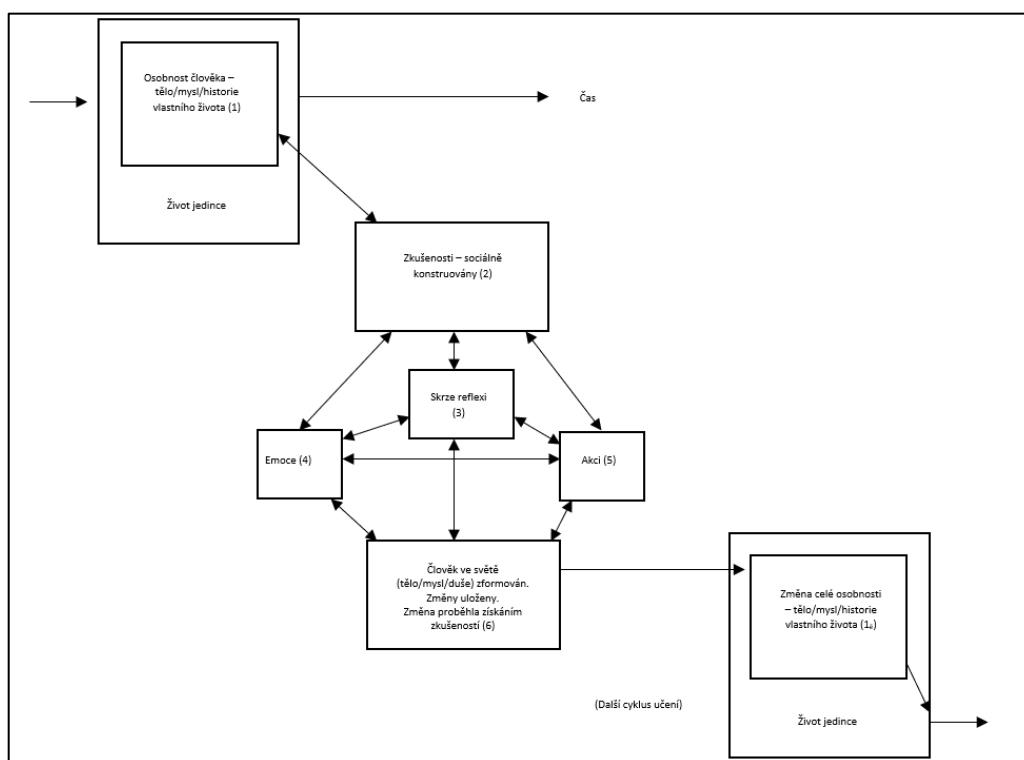 Osobnost člověka –
tělo/mysl/historie
vlastního života (1)
Čas
Život jedince
Zkušenosti – sociálně
konstruovány (2)
Skrze reflexi
(3)
Emoce (4)
Akci (5)
Člověk ve světě
(tělo/mysl/duše) zformován.
Změny uloženy.
Změna proběhla získáním
zkušeností (6)
Změna celé osobnosti
– tělo/mysl/historie
vlastního života
(Další cyklus učení)
Život jedince